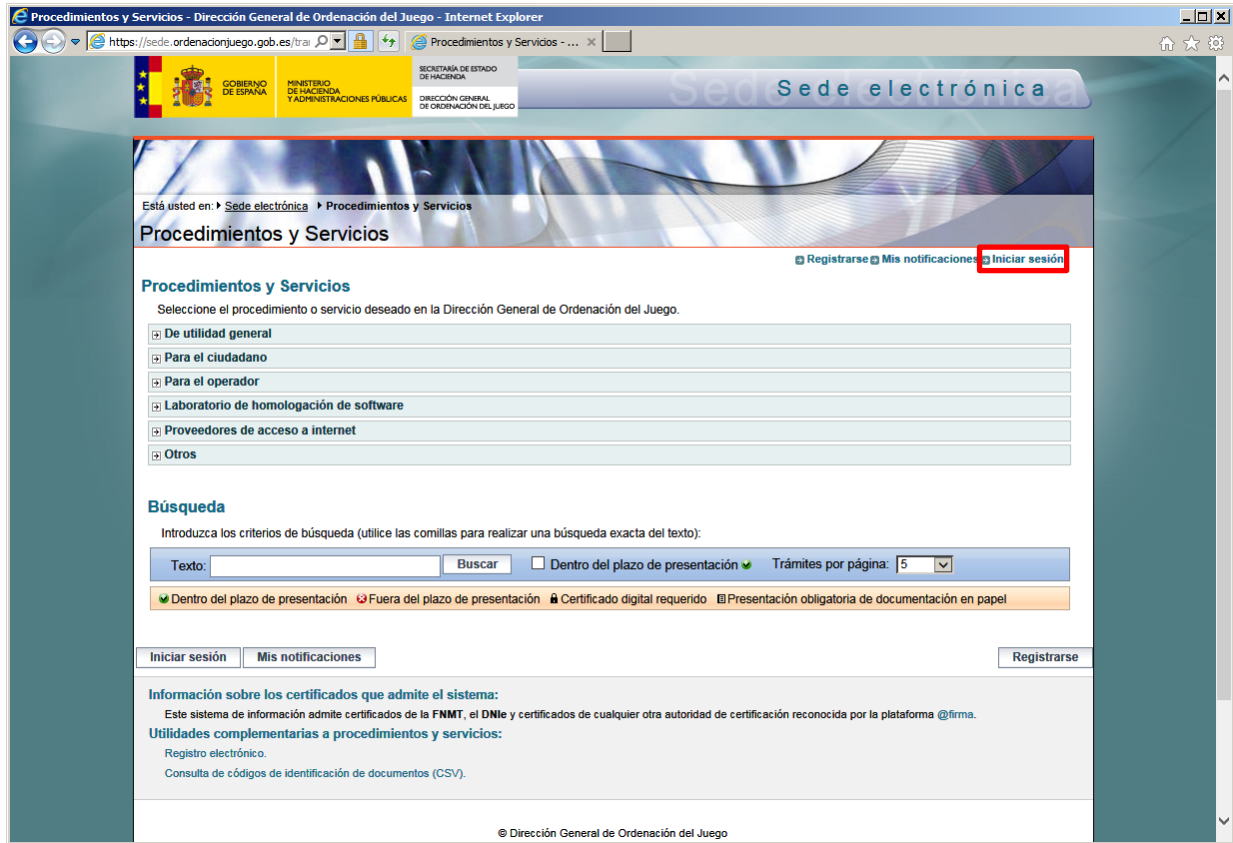 Procedimientos y Servicios - Dirección General de Ordenación del Juego - Internet Explorer
https://sede.ordenacionjuego.gob.es/tra
Procedimientos y Servicios - ...
GOBIERNO
DE ESPAÑA
MINISTERIO
DE HACIENDA
Y ADMINISTRACIONES PÚBLICAS
SECRETARÍA DE ESTADO
DE HACIENDA
DIRECCIÓN GENERAL
DE ORDENACIÓN DEL JUEGO
Sede electrónica
Está usted en: Sede electrónica Procedimientos y Servicios
Procedimientos y Servicios
Registrarse Mis notificaciones Iniciar sesión
Procedimientos y Servicios
Seleccione el procedimiento o servicio deseado en la Dirección General de Ordenación del Juego.
De utilidad general
Para el ciudadano
Para el operador
Laboratorio de homologación de software
Proveedores de acceso a internet
Otros
Búsqueda
Introduzca los criterios de búsqueda (utilice las comillas para realizar una búsqueda exacta del texto):
Texto: Buscar Dentro del plazo de presentación Trámites por página: 5
Dentro del plazo de presentación Fuera del plazo de presentación Certificado digital requerido Presentación obligatoria de documentación en papel
Iniciar sesión Mis notificaciones Registrarse
Información sobre los certificados que admite el sistema:
Este sistema de información admite certificados de la FNMT, el DNIe y certificados de cualquier otra autoridad de certificación reconocida por la plataforma @firma.
Utilidades complementarias a procedimientos y servicios:
Registro electrónico.
Consulta de códigos de identificación de documentos (CSV).
© Dirección General de Ordenación del Juego